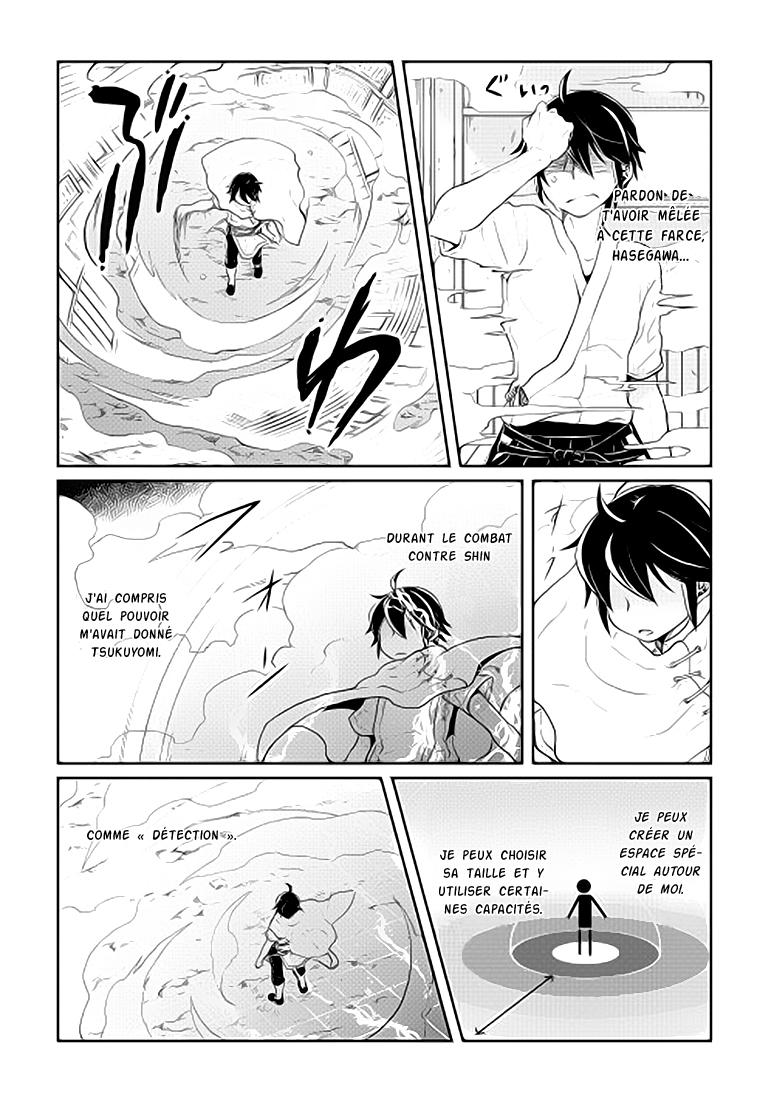 ぐいっ
PARDON DE
T'AVOIR MÊLÉE
À CETTE FARCE,
HASEGAWA...
DURANT LE COMBAT
CONTRE SHIN
J'AI COMPRIS
QUEL POUVOIR
M'AVAIT DONNÉ
TSUKUYOMI.
JE PEUX
CRÉER UN
ESPACE SPÉ-
CIAL AUTOUR
DE MOI.
JE PEUX CHOISIR
SA TAILLE ET Y
UTILISER CERTAI-
NES CAPACITÉS.
COMME « DÉTECTION ».